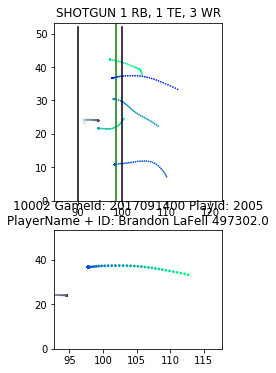 SHOTGUN 1 RB, 1 TE, 3 WR
50
40
30
20
10
0
90 100 110 120
10002 GameId: 2017091400 PlayId: 2005
PlayerName + ID: Brandon LaFell 497302.0
40
20
0
95 100 105 110 115